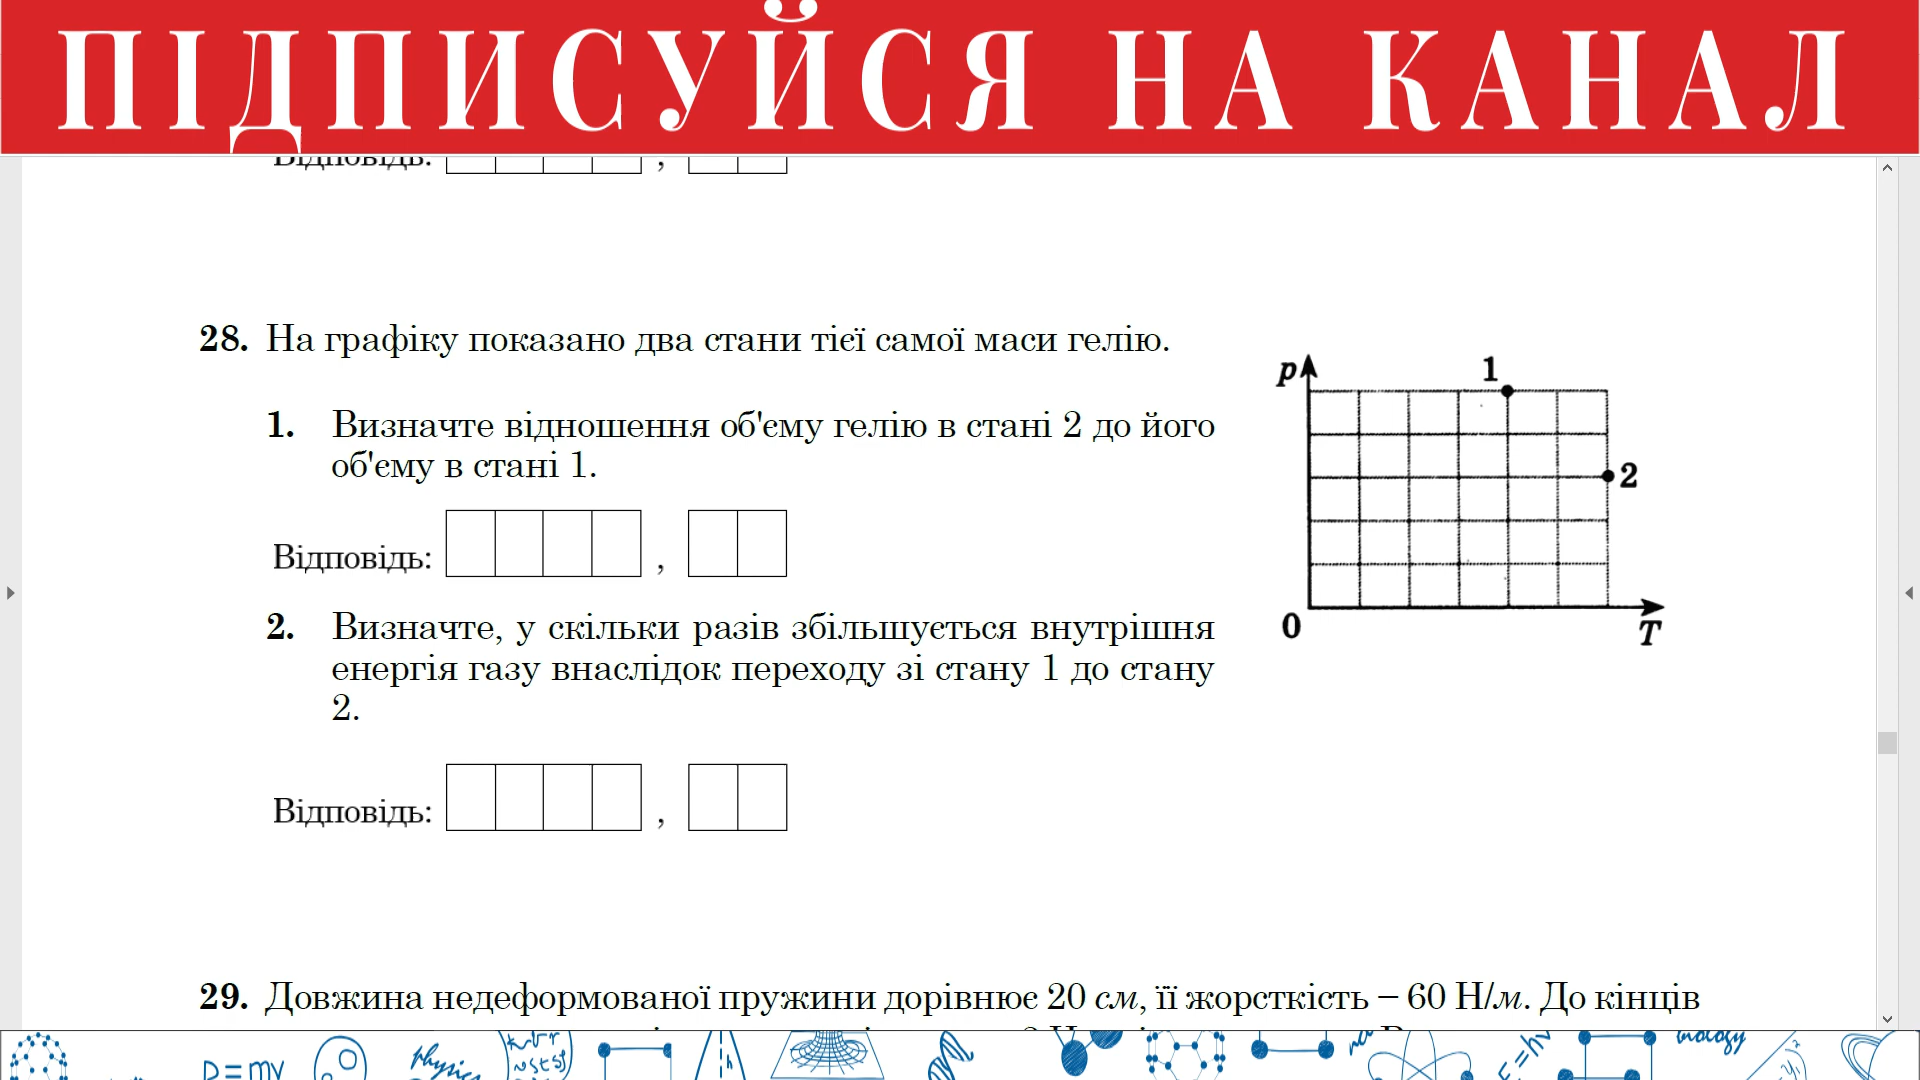 ПІДПИСУЙСЯ НА КАНАЛ
Відповідь: ,
28. На графіку показано два стани тієї самої маси гелію.
1. Визначте відношення об'єму гелію в стані 2 до його
об'єму в стані 1.
Відповідь: ,
2. Визначте, у скільки разів збільшується внутрішня
енергія газу внаслідок переходу зі стану 1 до стану
2.
Відповідь: ,
p
1
2
0
T
29. Довжина недеформованої пружини дорівнює 20 см, її жорсткість – 60 Н/м. До кінців
physics
biology